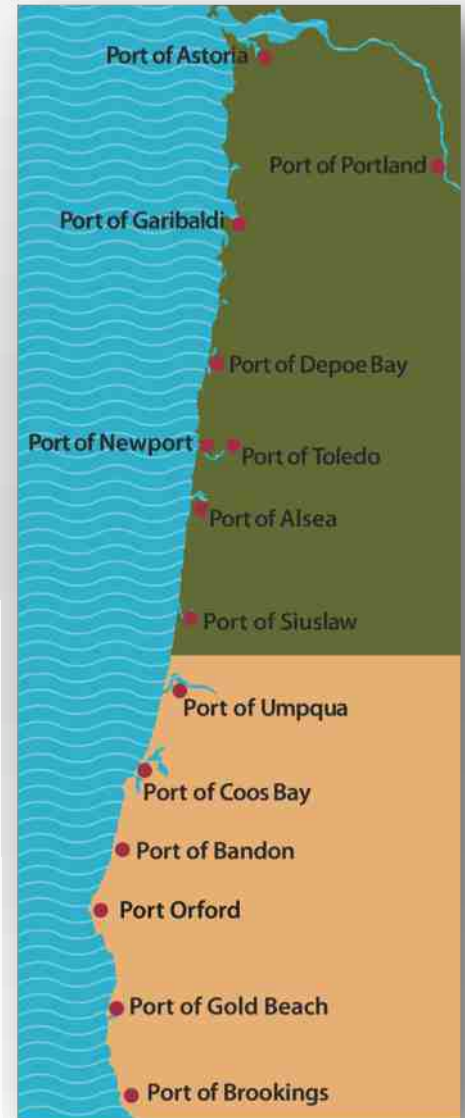 Port of Astoria
Port of Portland
Port of Garibaldi
Port of Depoe Bay
Port of Newport
Port of Toledo
Port of Alsea
Port of Siuslaw
Port of Umpqua
Port of Coos Bay
Port of Bandon
Port Orford
Port of Gold Beach
Port of Brookings